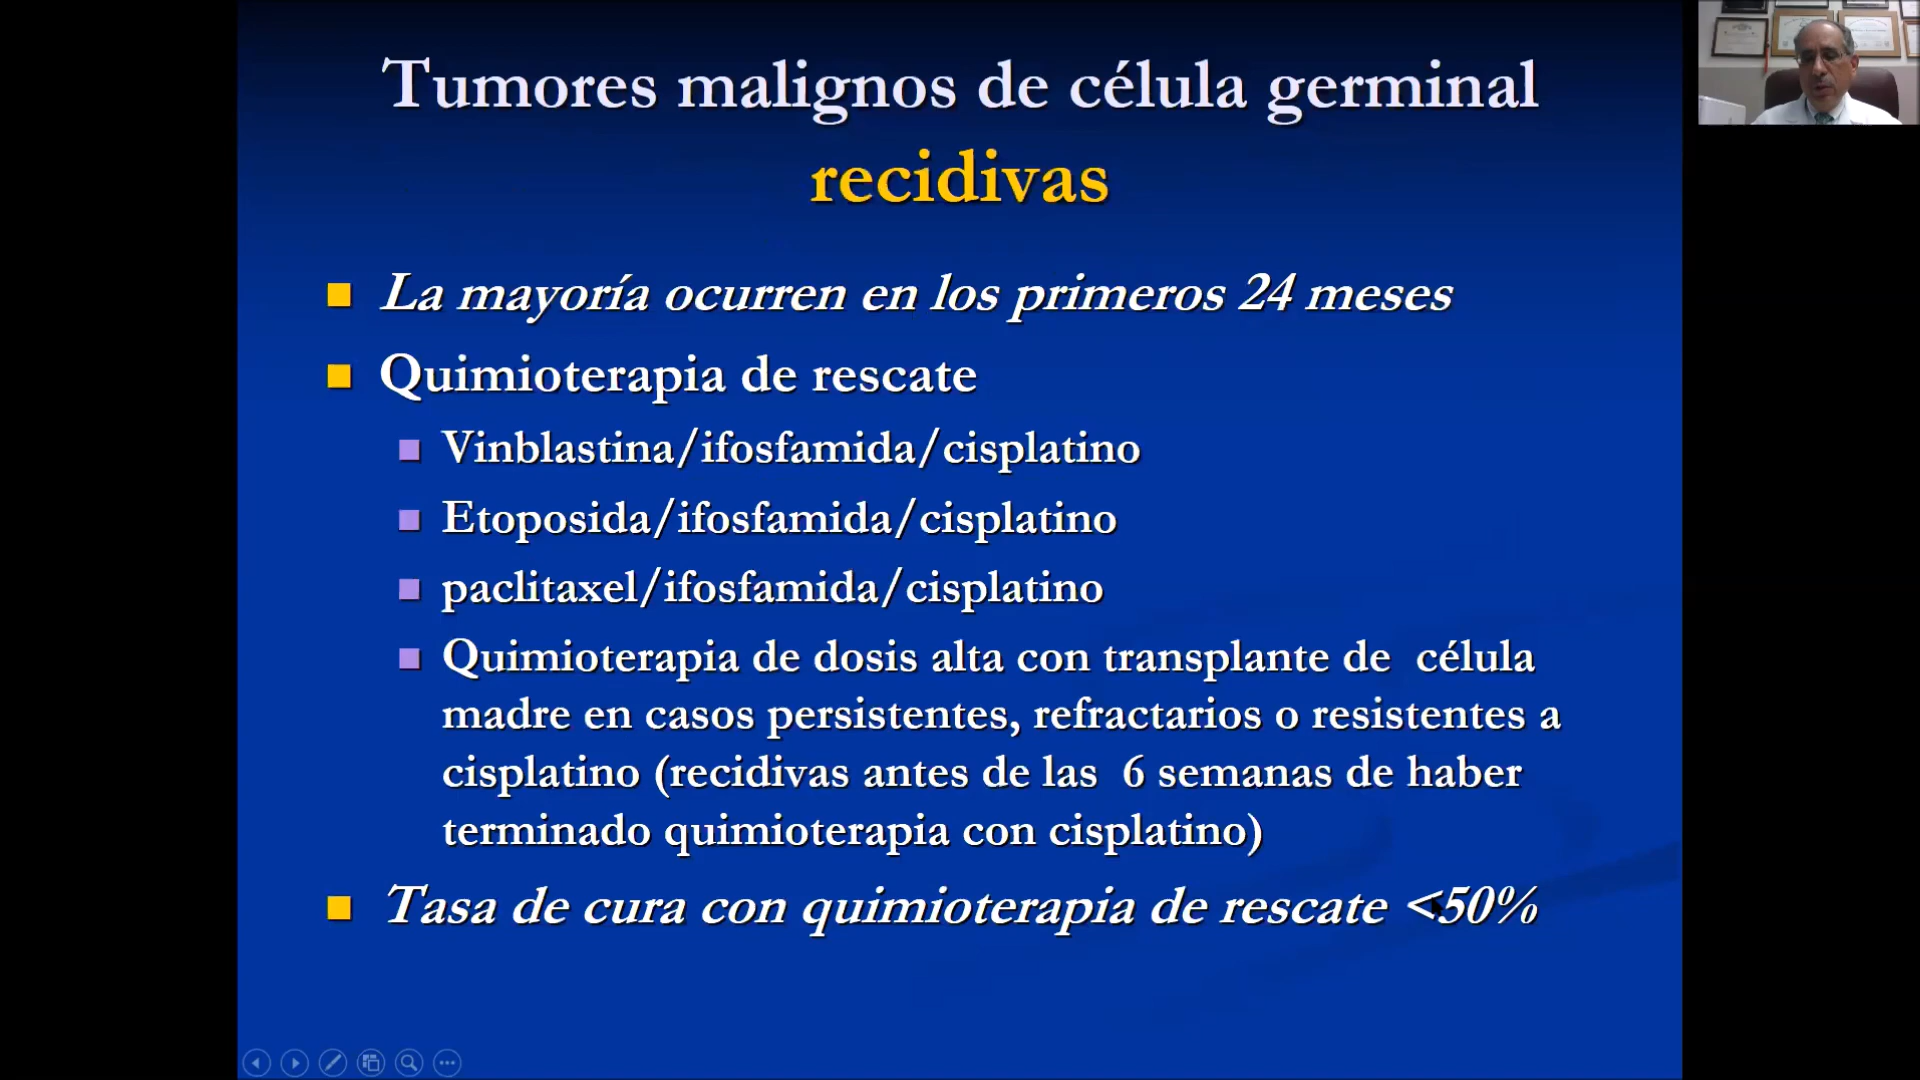 Tumores malignos de célula germinal
recidivas
La mayoría ocurren en los primeros 24 meses
Quimioterapia de rescate
Vinblastina/ifosfamida/cisplatino
Etoposida/ifosfamida/cisplatino
paclitaxel/ifosfamida/cisplatino
Quimioterapia de dosis alta con transplante de célula
madre en casos persistentes, refractarios o resistentes a
cisplatino (recidivas antes de las 6 semanas de haber
terminado quimioterapia con cisplatino)
Tasa de cura con quimioterapia de rescate <50%